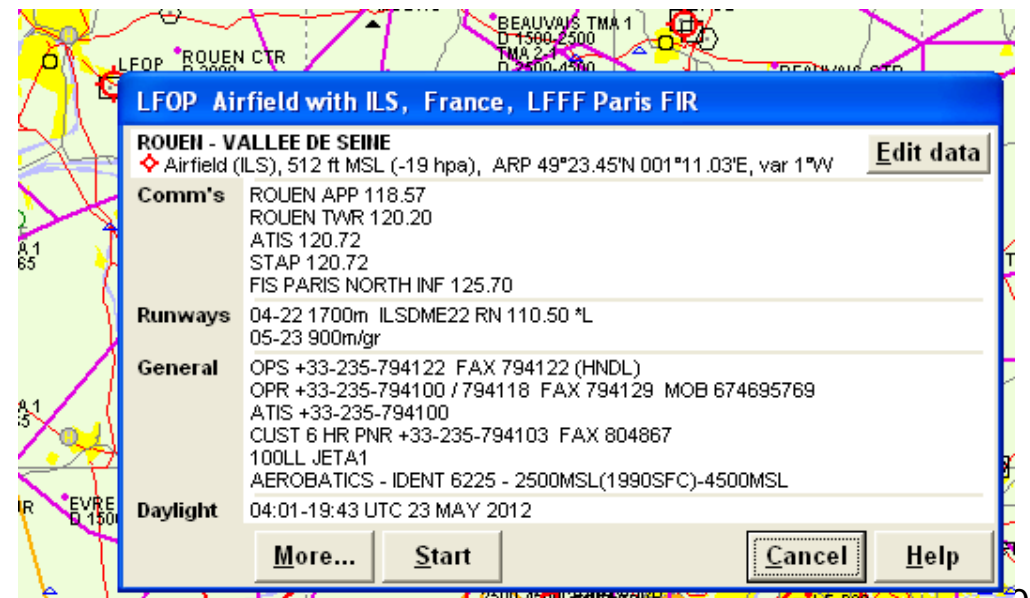 BEAUVAIS TMA 1
D 1500-2500
TMA 2-1
D 2500-4500
LFOP ROUEN CTR
LFOP Airfield with ILS, France, LFFF Paris FIR
ROUEN - VALLEE DE SEINE
Airfield (ILS), 512 ft MSL (-19 hpa), ARP 49°23.45'N 001°11.03'E, var 1°W
Edit data
Comm's ROUEN APP 118.57
ROUEN TWR 120.20
ATIS 120.72
STAP 120.72
FIS PARIS NORTH INF 125.70
Runways 04-22 1700m ILSDME22 RN 110.50 *L
05-23 900m/gr
General OPS +33-235-794122 FAX 794122 (HNDL)
OPR +33-235-794100 / 794118 FAX 794129 MOB 674695769
ATIS +33-235-794100
CUST 6 HR PNR +33-235-794103 FAX 804867
100LL JETA1
AEROBATICS - IDENT 6225 - 2500MSL(1990SFC)-4500MSL
Daylight 04:01-19:43 UTC 23 MAY 2012
More... Start Cancel Help